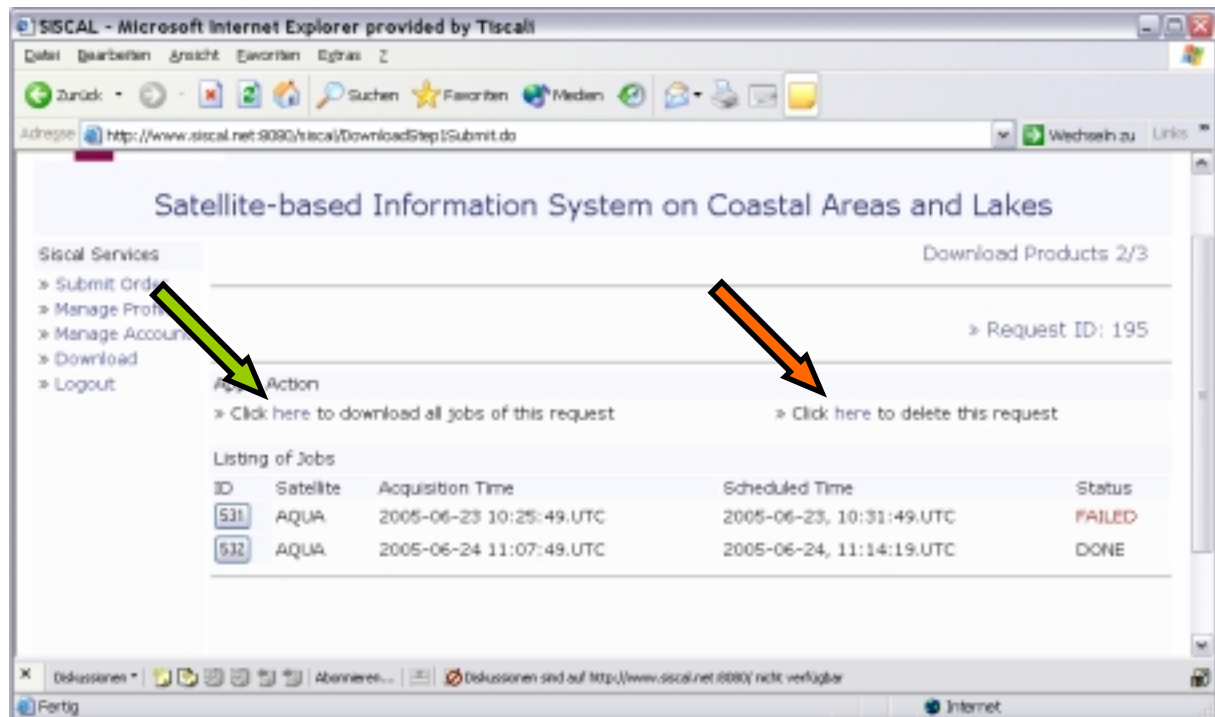 SISCAL - Microsoft Internet Explorer provided by Tiscali
Datei Bearbeiten Ansicht Favoriten Extras ?
Zurück Suchen Favoriten Medien
Adresse http://www.siscal.net:8080/siscal/DownloadStep1Submit.do Wechseln zu Links »
Satellite-based Information System on Coastal Areas and Lakes
Siscal Services
Download Products 2/3
» Submit Order
» Manage Profile
» Manage Account
» Request ID: 195
» Download
» Logout
Action
» Click here to download all jobs of this request » Click here to delete this request
Listing of Jobs
ID Satellite Acquisition Time Scheduled Time Status
531 AQUA 2005-06-23 10:25:49.UTC 2005-06-23, 10:31:49.UTC FAILED
532 AQUA 2005-06-24 11:07:49.UTC 2005-06-24, 11:14:19.UTC DONE
Diskussionen Abonnieren... Diskussionen sind auf http://www.siscal.net:8080/ nicht verfügbar
Fertig Internet